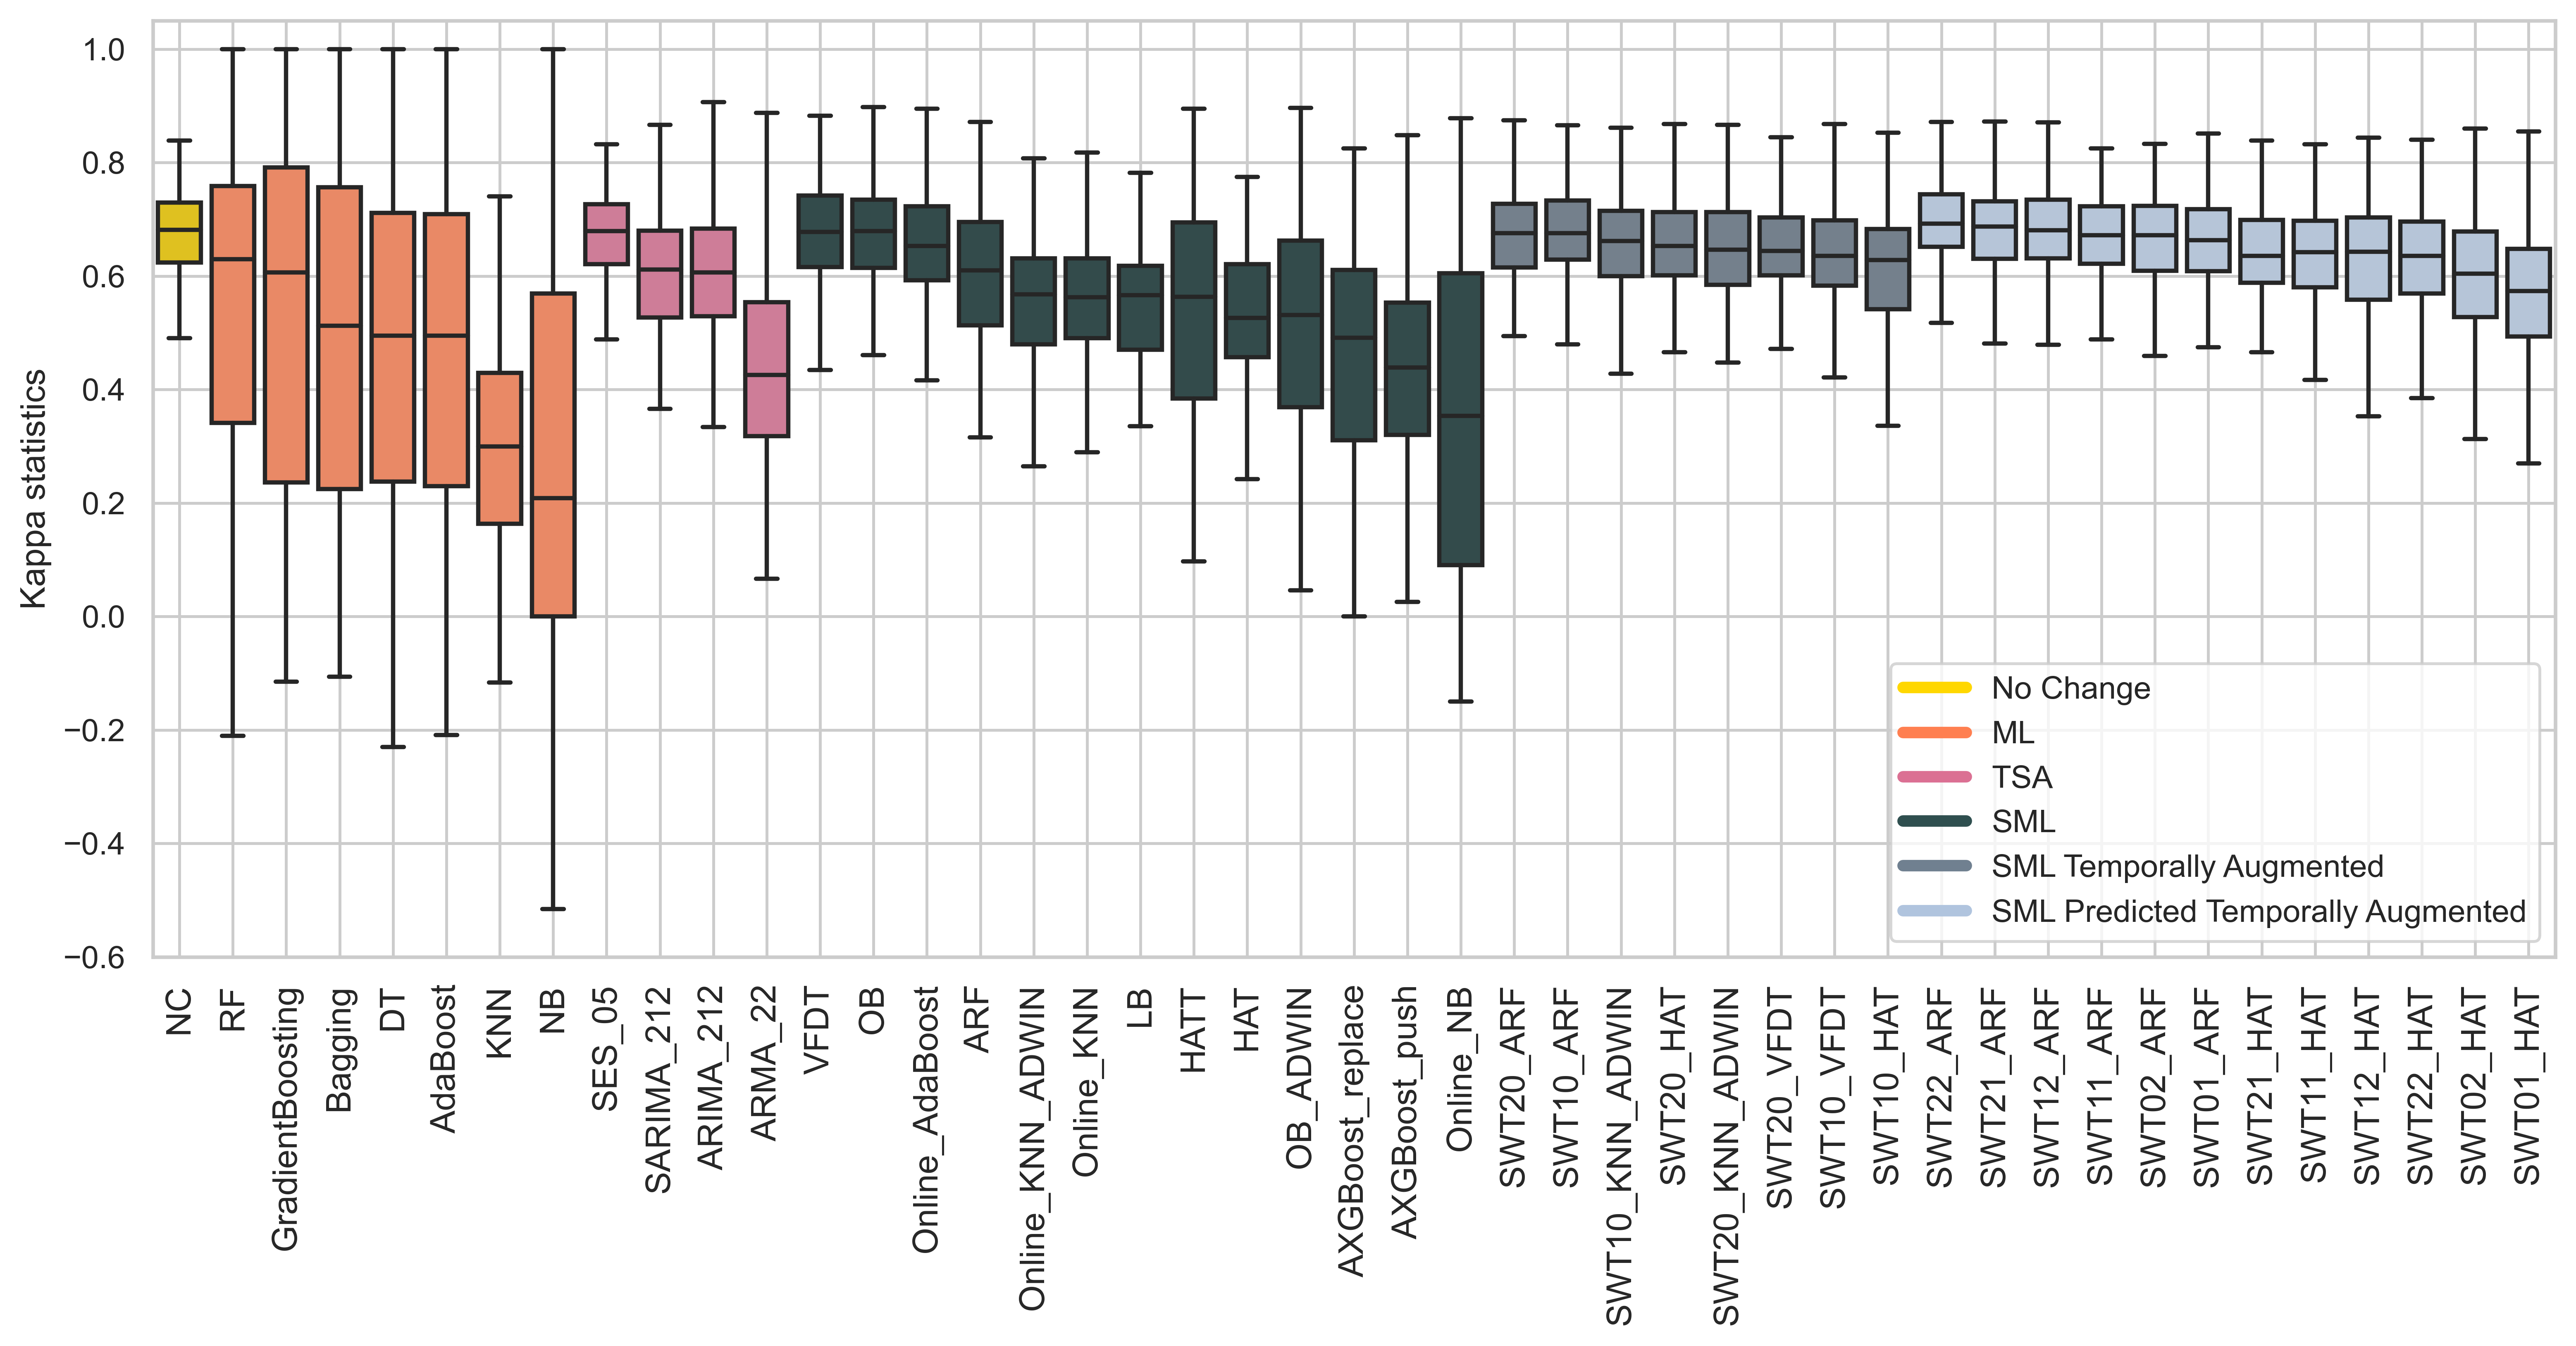 Kappa statistics
1.0
0.8
0.6
0.4
0.2
0.0
−0.2
−0.4
−0.6
No Change
ML
TSA
SML
SML Temporally Augmented
SML Predicted Temporally Augmented
NC
RF
GradientBoosting
Bagging
DT
AdaBoost
KNN
NB
SES_05
SARIMA_212
ARIMA_212
ARMA_22
VFDT
OB
Online_AdaBoost
ARF
Online_KNN_ADWIN
Online_KNN
LB
HATT
HAT
OB_ADWIN
AXGBoost_replace
AXGBoost_push
Online_NB
SWT20_ARF
SWT10_ARF
SWT10_KNN_ADWIN
SWT20_HAT
SWT20_KNN_ADWIN
SWT20_VFDT
SWT10_VFDT
SWT10_HAT
SWT22_ARF
SWT21_ARF
SWT12_ARF
SWT11_ARF
SWT02_ARF
SWT01_ARF
SWT21_HAT
SWT11_HAT
SWT12_HAT
SWT22_HAT
SWT02_HAT
SWT01_HAT